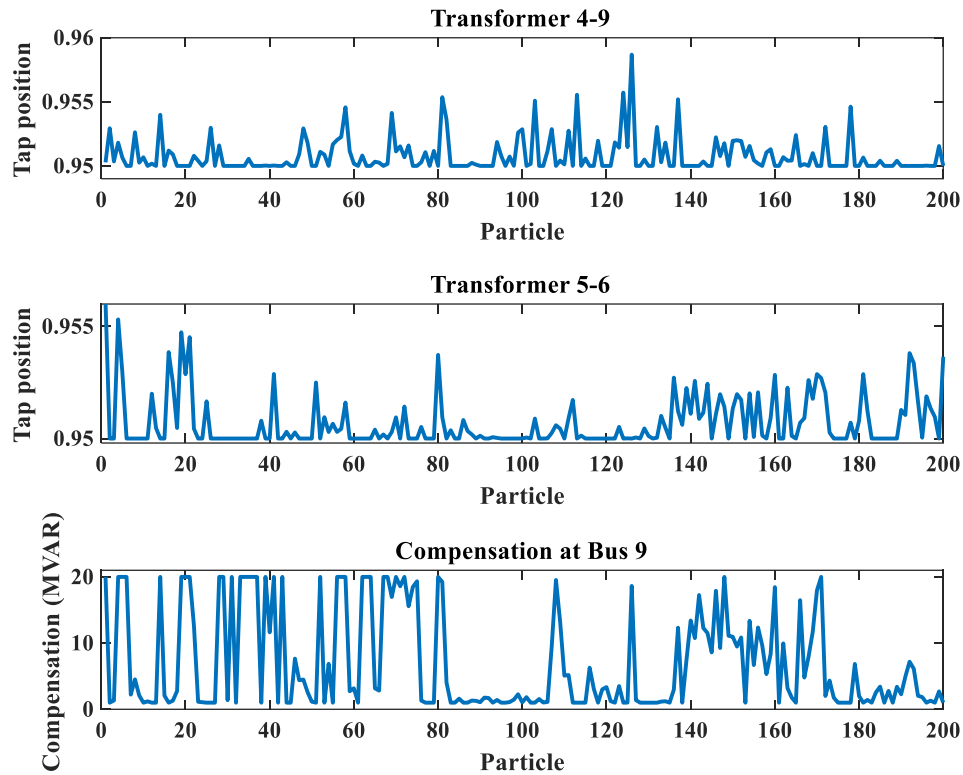 Transformer 4-9
Tap position
0.96
0.955
0.95
0 20 40 60 80 100 120 140 160 180 200
Particle
Transformer 5-6
Tap position
0.955
0.95
0 20 40 60 80 100 120 140 160 180 200
Particle
Compensation at Bus 9
Compensation (MVAR)
20
10
0
0 20 40 60 80 100 120 140 160 180 200
Particle